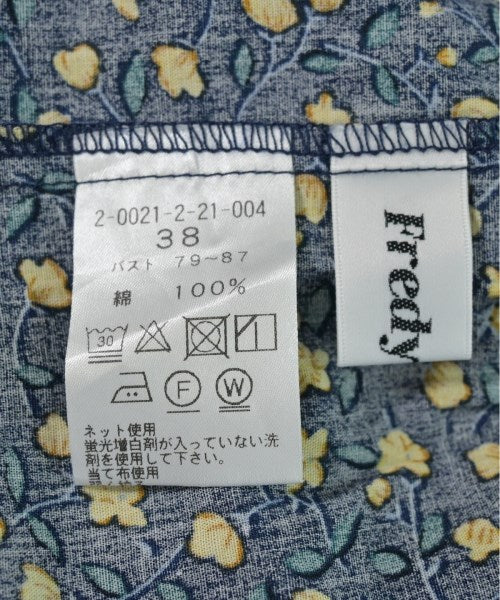 2-0021-2-21-004
38
バスト 79~87
綿 100%
30
F
W
ネット使用
蛍光増白剤が入っていない洗
剤を使用して下さい。
当て布使用
Fredy